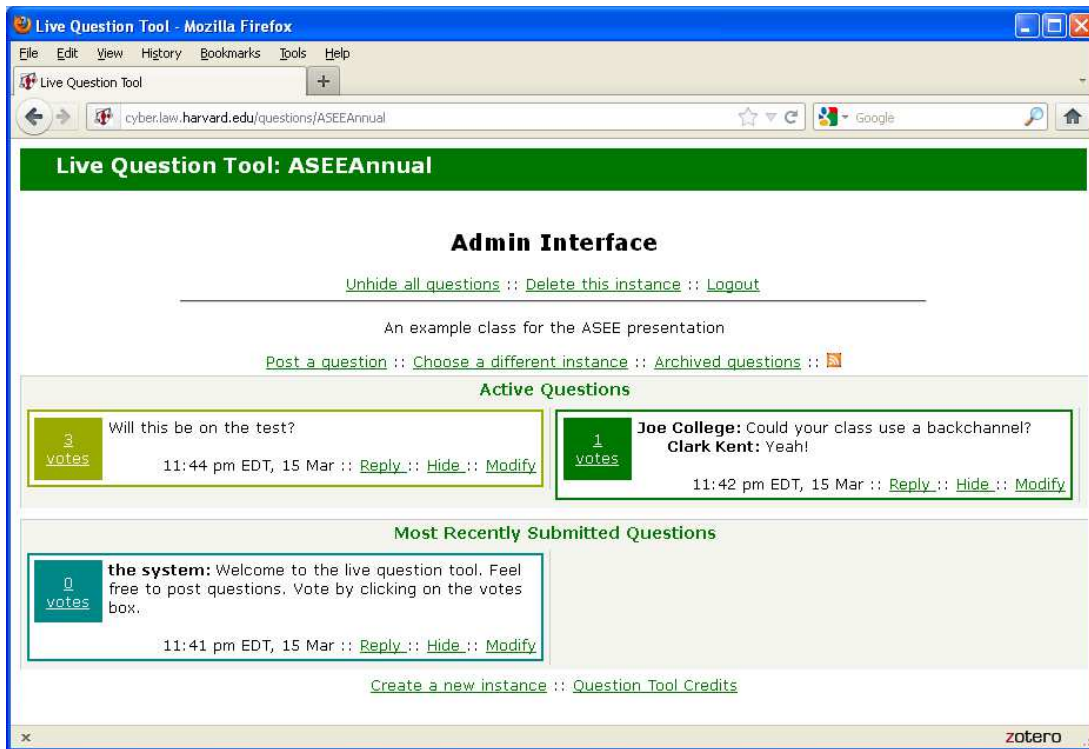 Live Question Tool - Mozilla Firefox
File Edit View History Bookmarks Tools Help
Live Question Tool
cyber.law.harvard.edu/questions/ASEEAnnual
Google
Live Question Tool: ASEEAnnual
Admin Interface
Unhide all questions :: Delete this instance :: Logout
An example class for the ASEE presentation
Post a question :: Choose a different instance :: Archived questions ::
Active Questions
3
votes
Will this be on the test?
11:44 pm EDT, 15 Mar :: Reply :: Hide :: Modify
1
votes
Joe College: Could your class use a backchannel?
Clark Kent: Yeah!
11:42 pm EDT, 15 Mar :: Reply :: Hide :: Modify
Most Recently Submitted Questions
0
votes
the system: Welcome to the live question tool. Feel
free to post questions. Vote by clicking on the votes
box.
11:41 pm EDT, 15 Mar :: Reply :: Hide :: Modify
Create a new instance :: Question Tool Credits
x
zotero